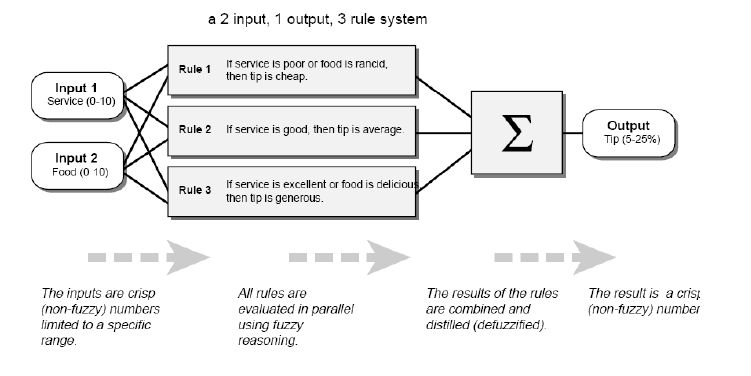 a 2 input, 1 output, 3 rule system
Input 1
Service (0-10)
Input 2
Food (0-10)
Rule 1
If service is poor or food is rancid,
then tip is cheap.
Rule 2
If service is good, then tip is average.
Rule 3
If service is excellent or food is delicious
then tip is generous.
Σ
Output
Tip (5-25%)
The inputs are crisp
(non-fuzzy) numbers
limited to a specific
range.
All rules are
evaluated in parallel
using fuzzy
reasoning.
The results of the rules
are combined and
distilled (defuzzified).
The result is a crisp
(non-fuzzy) number